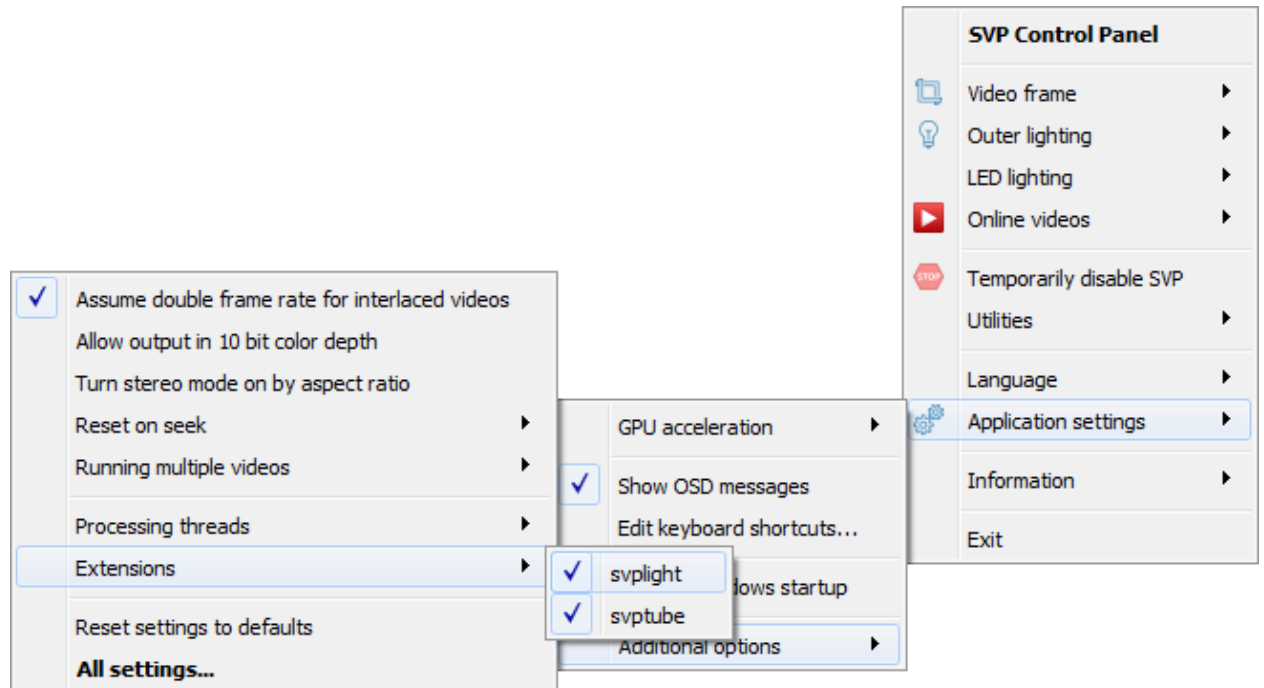 SVP Control Panel
Video frame
Outer lighting
LED lighting
Online videos
STOP
Temporarily disable SVP
Utilities
Language
Application settings
Information
Exit
GPU acceleration
Show OSD messages
Edit keyboard shortcuts...
startup
Additional options
Assume double frame rate for interlaced videos
Allow output in 10 bit color depth
Turn stereo mode on by aspect ratio
Reset on seek
Running multiple videos
Processing threads
Extensions
Reset settings to defaults
All settings...
svplight
svptube